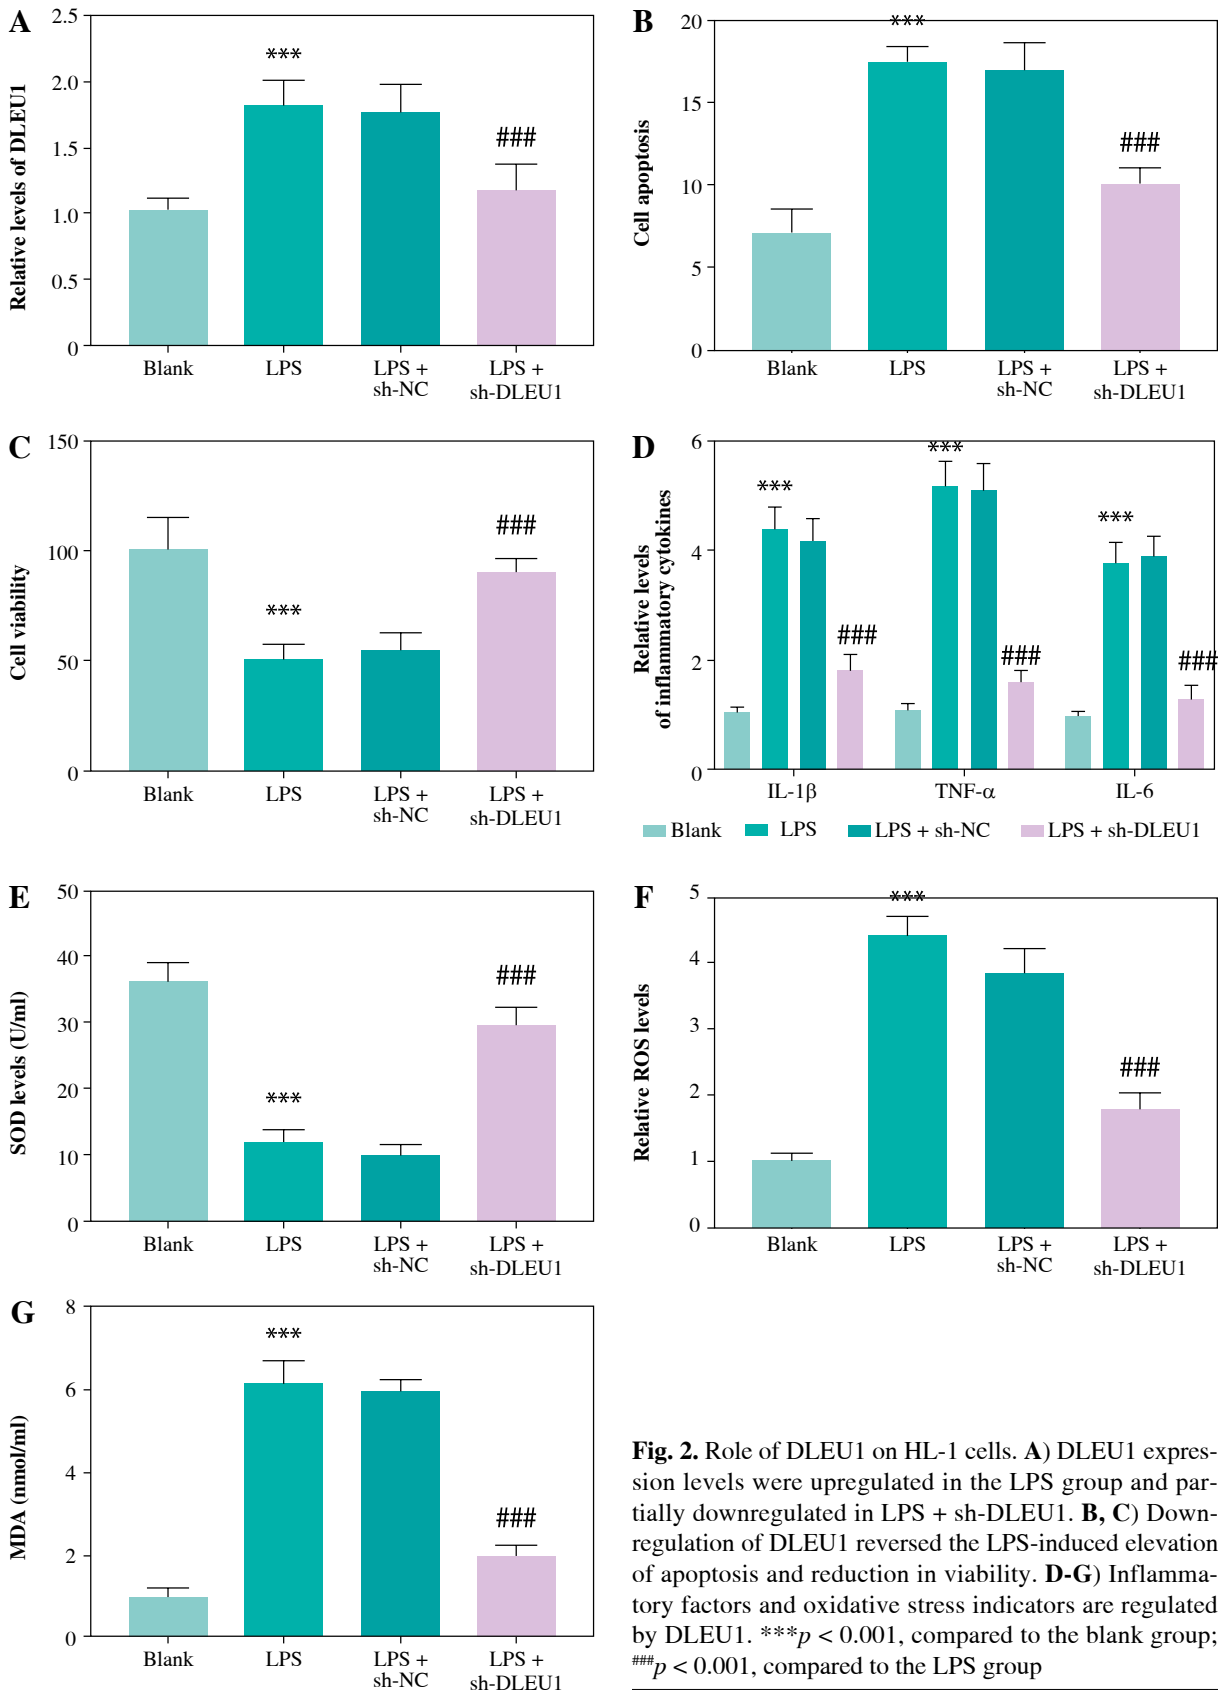 A
Relative levels of DLEU1
2.5
2.0
1.5
1.0
0.5
0
***
###
Blank
LPS
LPS +
sh-NC
LPS +
sh-DLEU1
B
Cell apoptosis
20
15
10
5
0
***
###
Blank
LPS
LPS +
sh-NC
LPS +
sh-DLEU1
C
Cell viability
150
100
50
0
***
###
Blank
LPS
LPS +
sh-NC
LPS +
sh-DLEU1
D
Relative levels
of inflammatory cytokines
6
4
2
0
***
###
***
###
***
###
IL-1β
TNF-α
IL-6
Blank
LPS
LPS + sh-NC
LPS + sh-DLEU1
E
SOD levels (U/ml)
50
40
30
20
10
0
***
###
Blank
LPS
LPS +
sh-NC
LPS +
sh-DLEU1
F
Relative ROS levels
5
4
3
2
1
0
***
###
Blank
LPS
LPS +
sh-NC
LPS +
sh-DLEU1
G
MDA (nmol/ml)
8
6
4
2
0
***
###
Blank
LPS
LPS +
sh-NC
LPS +
sh-DLEU1
Fig. 2. Role of DLEU1 on HL-1 cells. A) DLEU1 expres-
sion levels were upregulated in the LPS group and par-
tially downregulated in LPS + sh-DLEU1. B, C) Down-
regulation of DLEU1 reversed the LPS-induced elevation
of apoptosis and reduction in viability. D-G) Inflamma-
tory factors and oxidative stress indicators are regulated
by DLEU1. ***p < 0.001, compared to the blank group;
###p < 0.001, compared to the LPS group